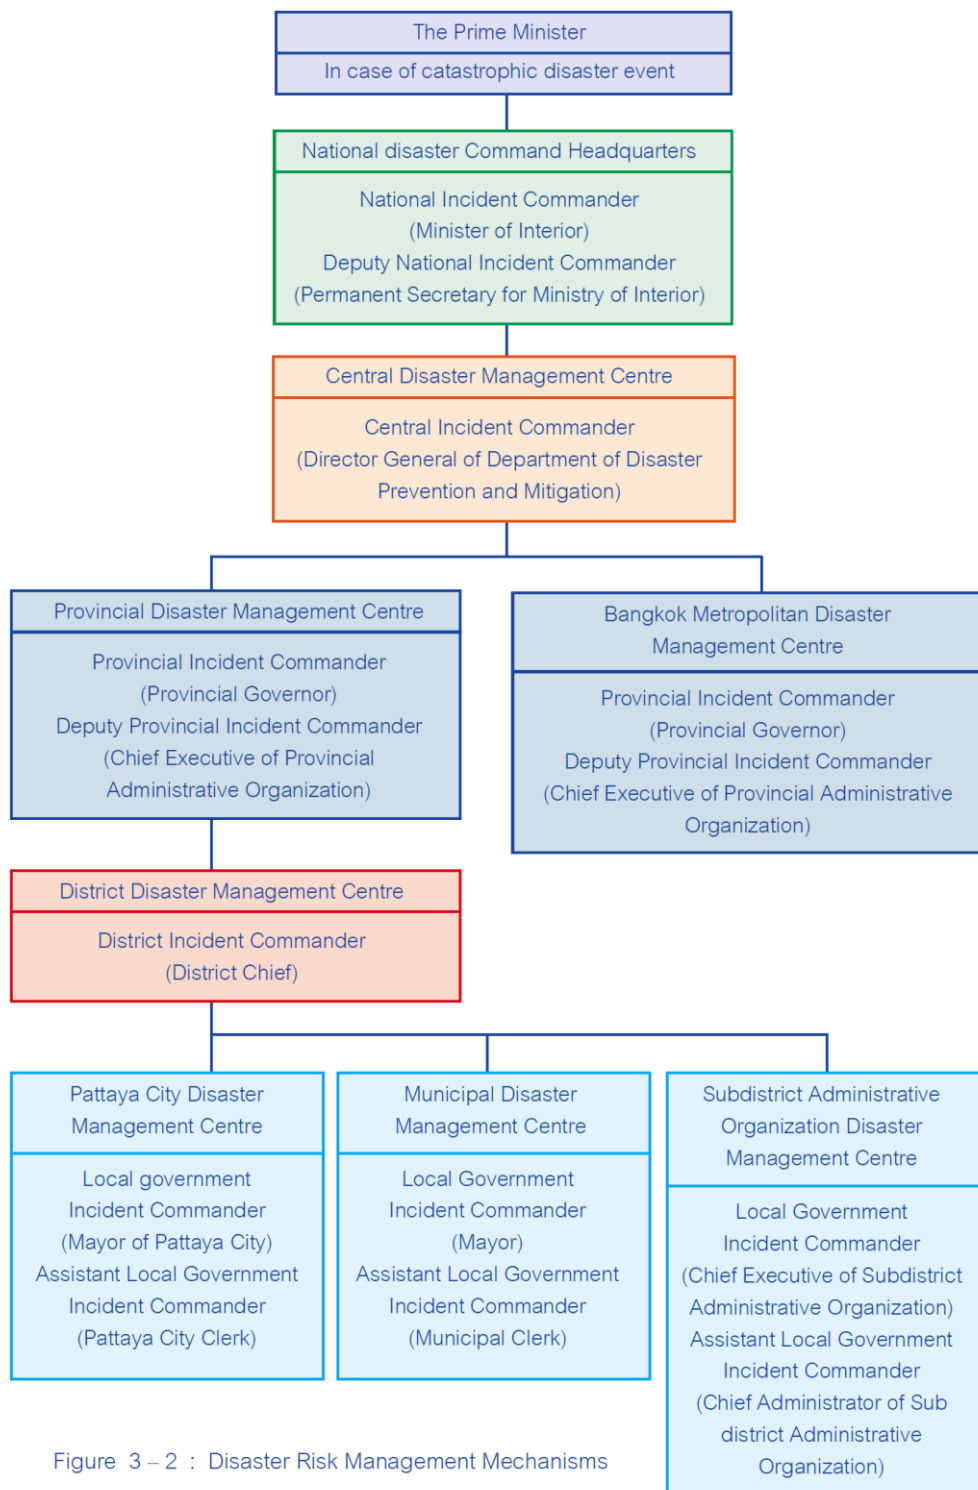 The Prime Minister
In case of catastrophic disaster event
National disaster Command Headquarters
National Incident Commander
(Minister of Interior)
Deputy National Incident Commander
(Permanent Secretary for Ministry of Interior)
Central Disaster Management Centre
Central Incident Commander
(Director General of Department of Disaster
Prevention and Mitigation)
Provincial Disaster Management Centre
Provincial Incident Commander
(Provincial Governor)
Deputy Provincial Incident Commander
(Chief Executive of Provincial
Administrative Organization)
Bangkok Metropolitan Disaster
Management Centre
Provincial Incident Commander
(Provincial Governor)
Deputy Provincial Incident Commander
(Chief Executive of Provincial Administrative
Organization)
District Disaster Management Centre
District Incident Commander
(District Chief)
Pattaya City Disaster
Management Centre
Local government
Incident Commander
(Mayor of Pattaya City)
Assistant Local Government
Incident Commander
(Pattaya City Clerk)
Municipal Disaster
Management Centre
Local Government
Incident Commander
(Mayor)
Assistant Local Government
Incident Commander
(Municipal Clerk)
Subdistrict Administrative
Organization Disaster
Management Centre
Local Government
Incident Commander
(Chief Executive of Subdistrict
Administrative Organization)
Assistant Local Government
Incident Commander
(Chief Administrator of Sub
district Administrative
Organization)
Figure 3 – 2 : Disaster Risk Management Mechanisms